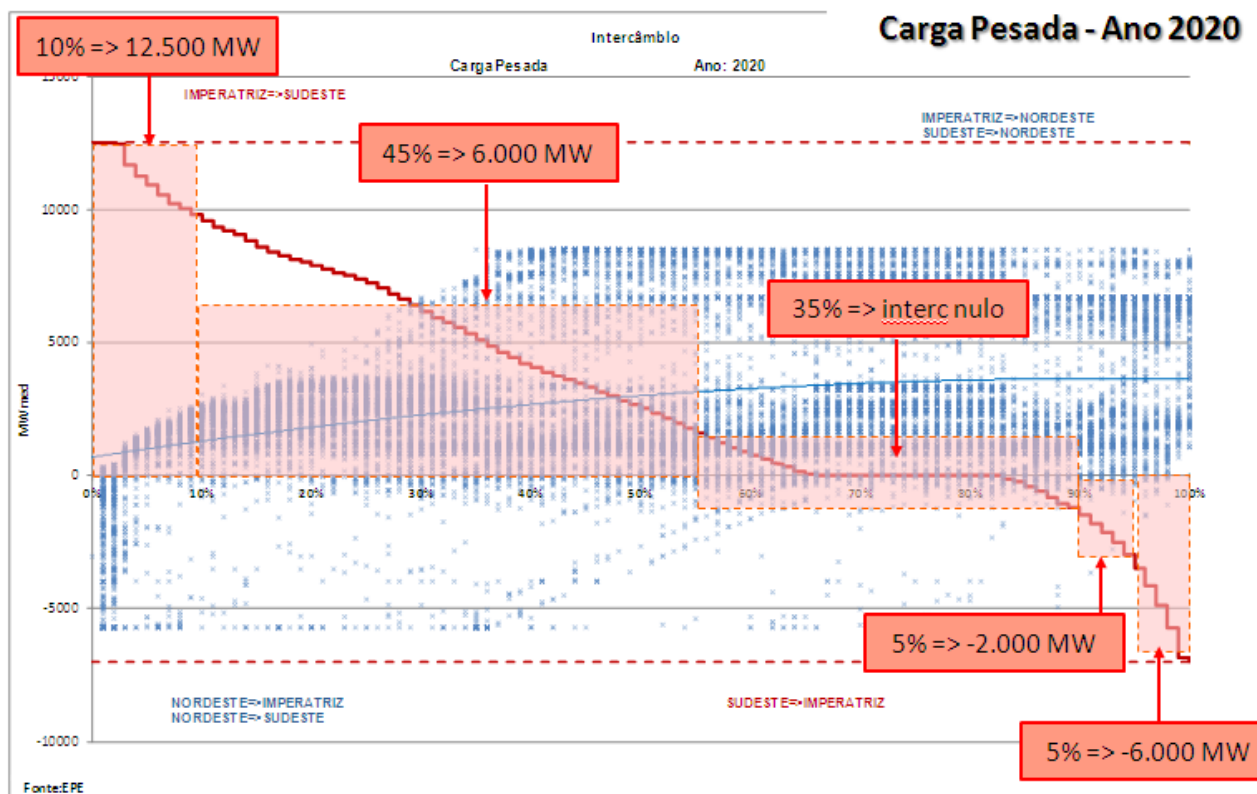 Carga Pesada - Ano 2020
10% => 12.500 MW
Intercâmblo
Carga Pesada Ano: 2020
15000
IMPERATRIZ=>SUDESTE
IMPERATRIZ=>NORDESTE
SUDESTE=>NORDESTE
45% => 6.000 MW
10000
35% => interc nulo
5000
MW med
0
0% 10% 20% 30% 40% 50% 60% 70% 80% 90% 100%
-5000
5% => -2.000 MW
NORDESTE=>IMPERATRIZ
NORDESTE=>SUDESTE
SUDESTE=>IMPERATRIZ
5% => -6.000 MW
-10000
Fonte:EPE